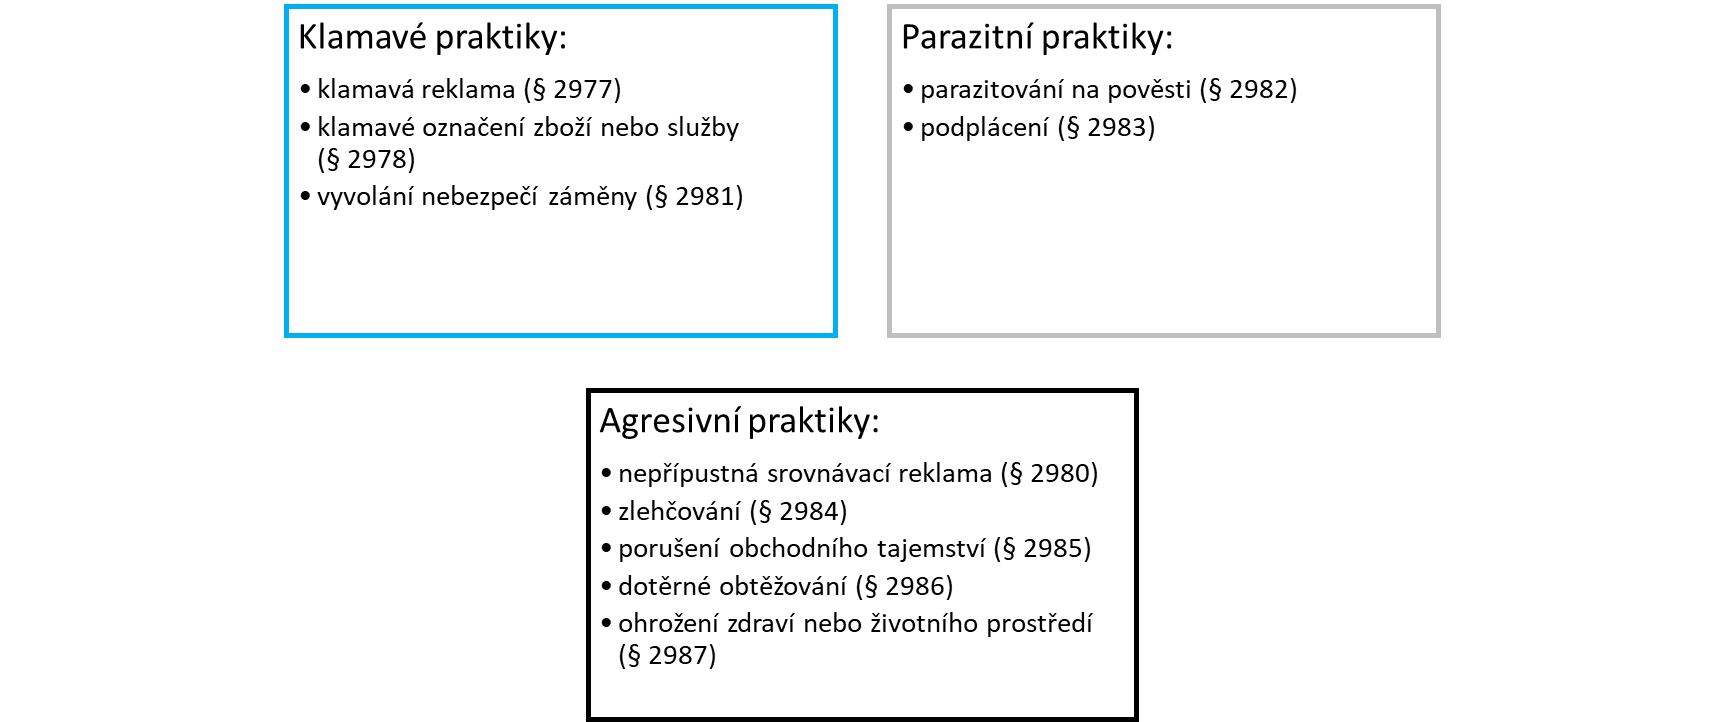 Klamavé praktiky:
• klamavá reklama (§ 2977)
• klamavé označení zboží nebo služby
(§ 2978)
• vyvolání nebezpečí záměny (§ 2981)
Parazitní praktiky:
• parazitování na pověsti (§ 2982)
• podplácení (§ 2983)
Agresivní praktiky:
• nepřípustná srovnávací reklama (§ 2980)
• zlehčování (§ 2984)
• porušení obchodního tajemství (§ 2985)
• dotěrné obtěžování (§ 2986)
• ohrožení zdraví nebo životního prostředí
(§ 2987)